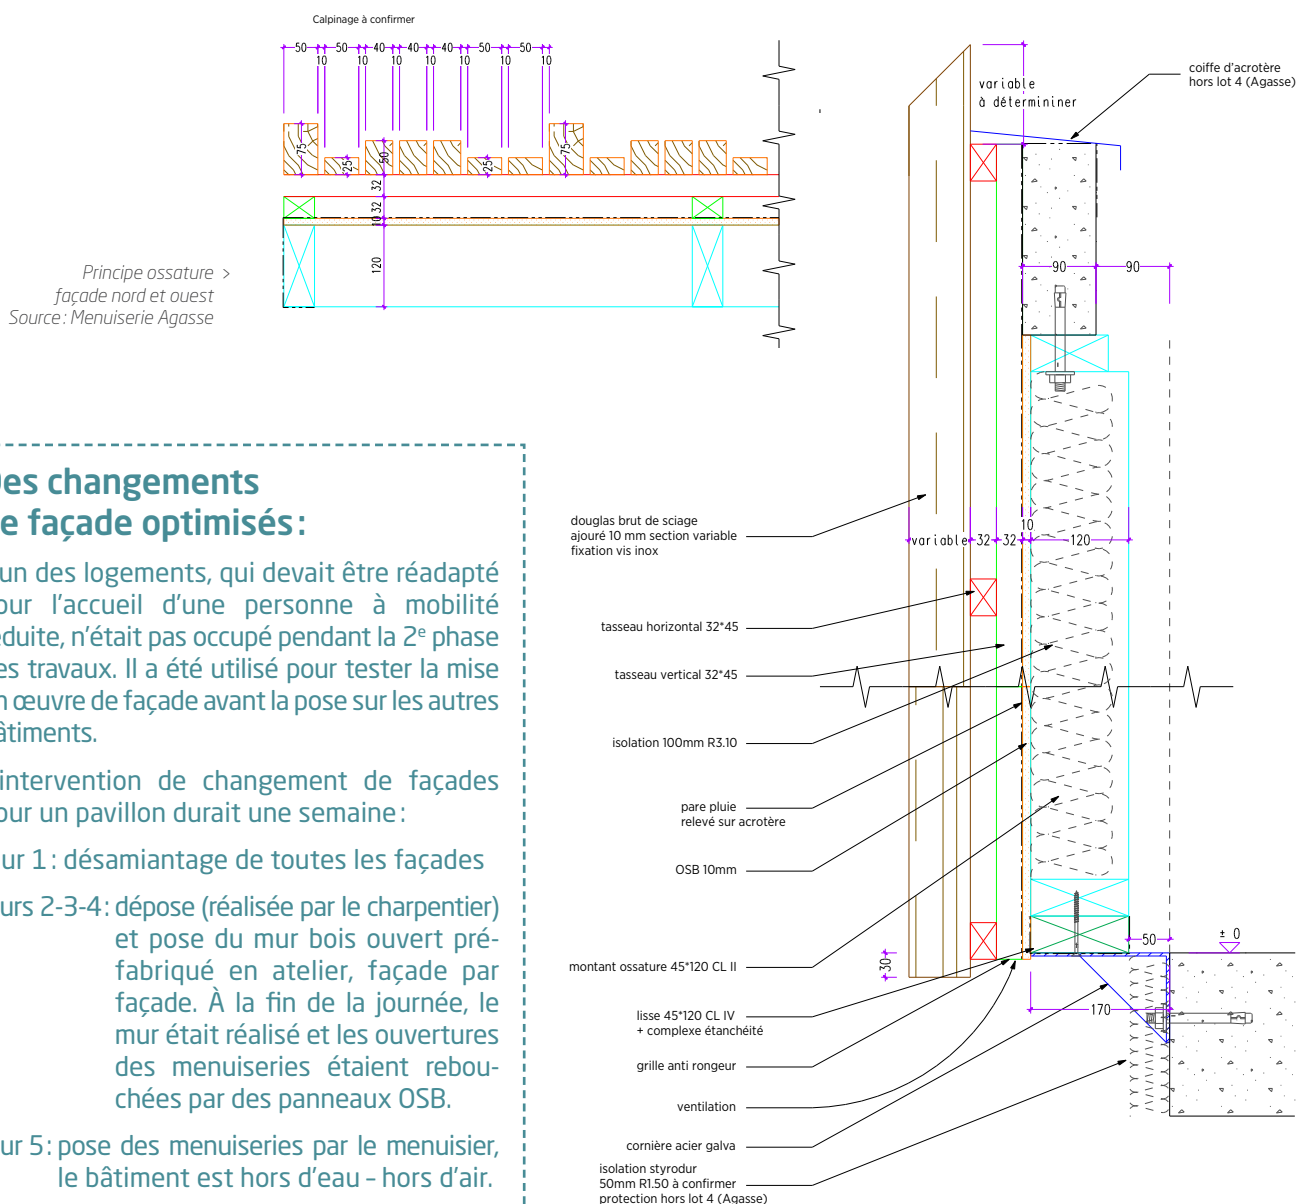 Calpinage à confirmer
50 50 40 40 40 50 50
10 10 10 10 10 10 10
75 25 50 25 75
32
32
10
120
Principe ossature >
façade nord et ouest
Source : Menuiserie Agasse
es changements
e façade optimisés :
un des logements, qui devait être réadapté
our l'accueil d'une personne à mobilité
éduite, n'était pas occupé pendant la 2e phase
es travaux. Il a été utilisé pour tester la mise
n œuvre de façade avant la pose sur les autres
âtiments.
intervention de changement de façades
our un pavillon durait une semaine :
ur 1 : désamiantage de toutes les façades
urs 2-3-4 : dépose (réalisée par le charpentier)
et pose du mur bois ouvert pré-
fabriqué en atelier, façade par
façade. À la fin de la journée, le
mur était réalisé et les ouvertures
des menuiseries étaient rebou-
chées par des panneaux OSB.
ur 5 : pose des menuiseries par le menuisier,
le bâtiment est hors d'eau – hors d'air.
variable
à détermininer
coiffe d'acrotère
hors lot 4 (Agasse)
90 90
douglas brut de sciage
ajouré 10 mm section variable
fixation vis inox
10
variable 32 32 120
tasseau horizontal 32*45
tasseau vertical 32*45
isolation 100mm R3.10
pare pluie
relevé sur acrotère
OSB 10mm
montant ossature 45*120 CL II
30
50
± 0
170
lisse 45*120 CL IV
+ complexe étanchéité
grille anti rongeur
ventilation
cornière acier galva
isolation styrodur
50mm R1.50 à confirmer
protection hors lot 4 (Agasse)